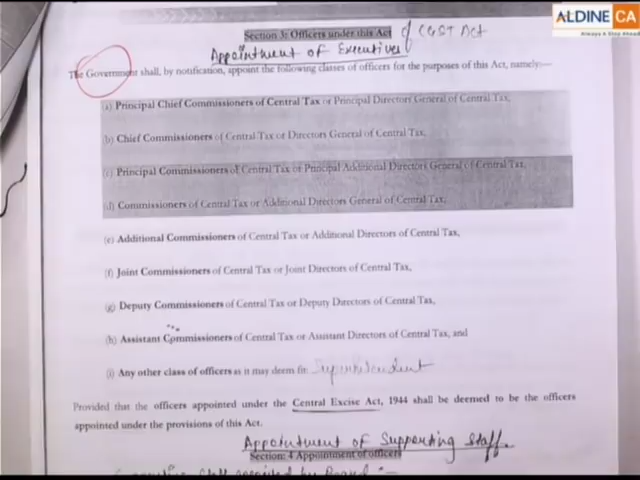 ALDINE CA
Always A Step Ahead
Section 3: Officers under this Act of CGST Act
Appointment of Executives
The Government shall, by notification, appoint the following classes of officers for the purposes of this Act, namely:—
(a) Principal Chief Commissioners of Central Tax or Principal Directors General of Central Tax,
(b) Chief Commissioners of Central Tax or Directors General of Central Tax,
(c) Principal Commissioners of Central Tax or Principal Additional Directors General of Central Tax,
(d) Commissioners of Central Tax or Additional Directors General of Central Tax,
(e) Additional Commissioners of Central Tax or Additional Directors of Central Tax,
(f) Joint Commissioners of Central Tax or Joint Directors of Central Tax,
(g) Deputy Commissioners of Central Tax or Deputy Directors of Central Tax,
(h) Assistant Commissioners of Central Tax or Assistant Directors of Central Tax, and
(i) Any other class of officers as it may deem fit Superintendent
Provided that the officers appointed under the Central Excise Act, 1944 shall be deemed to be the officers
appointed under the provisions of this Act.
Appointment of Supporting Staff.
Section: 4 Appointment of officers
Staff appointed by Board :-